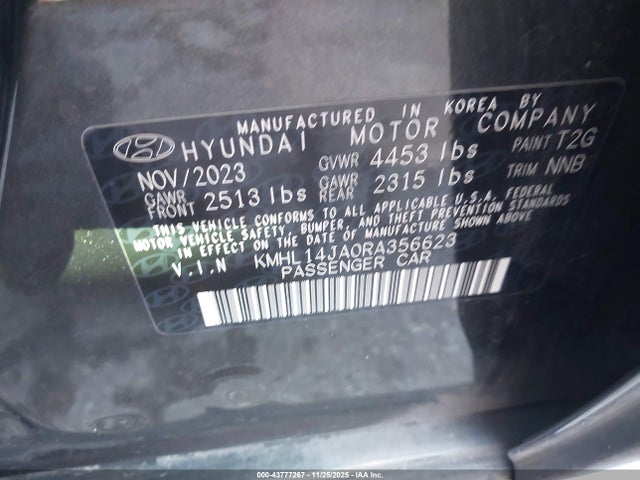 MANUFACTURED IN KOREA BY
HYUNDAI MOTOR COMPANY
NOV/2023 GVWR 4453 lbs PAINT T2G
GAWR FRONT 2513 lbs GAWR REAR 2315 lbs TRIM NNB
THIS VEHICLE CONFORMS TO ALL APPLICABLE U.S.A. FEDERAL
MOTOR VEHICLE SAFETY, BUMPER, AND THEFT PREVENTION STANDARDS
IN EFFECT ON THE DATE OF MANUFACTURE SHOWN ABOVE
V.I.N KMHL14JA0RA356623
PASSENGER CAR
000-43777267 - 11/25/2025 - IAA, Inc.